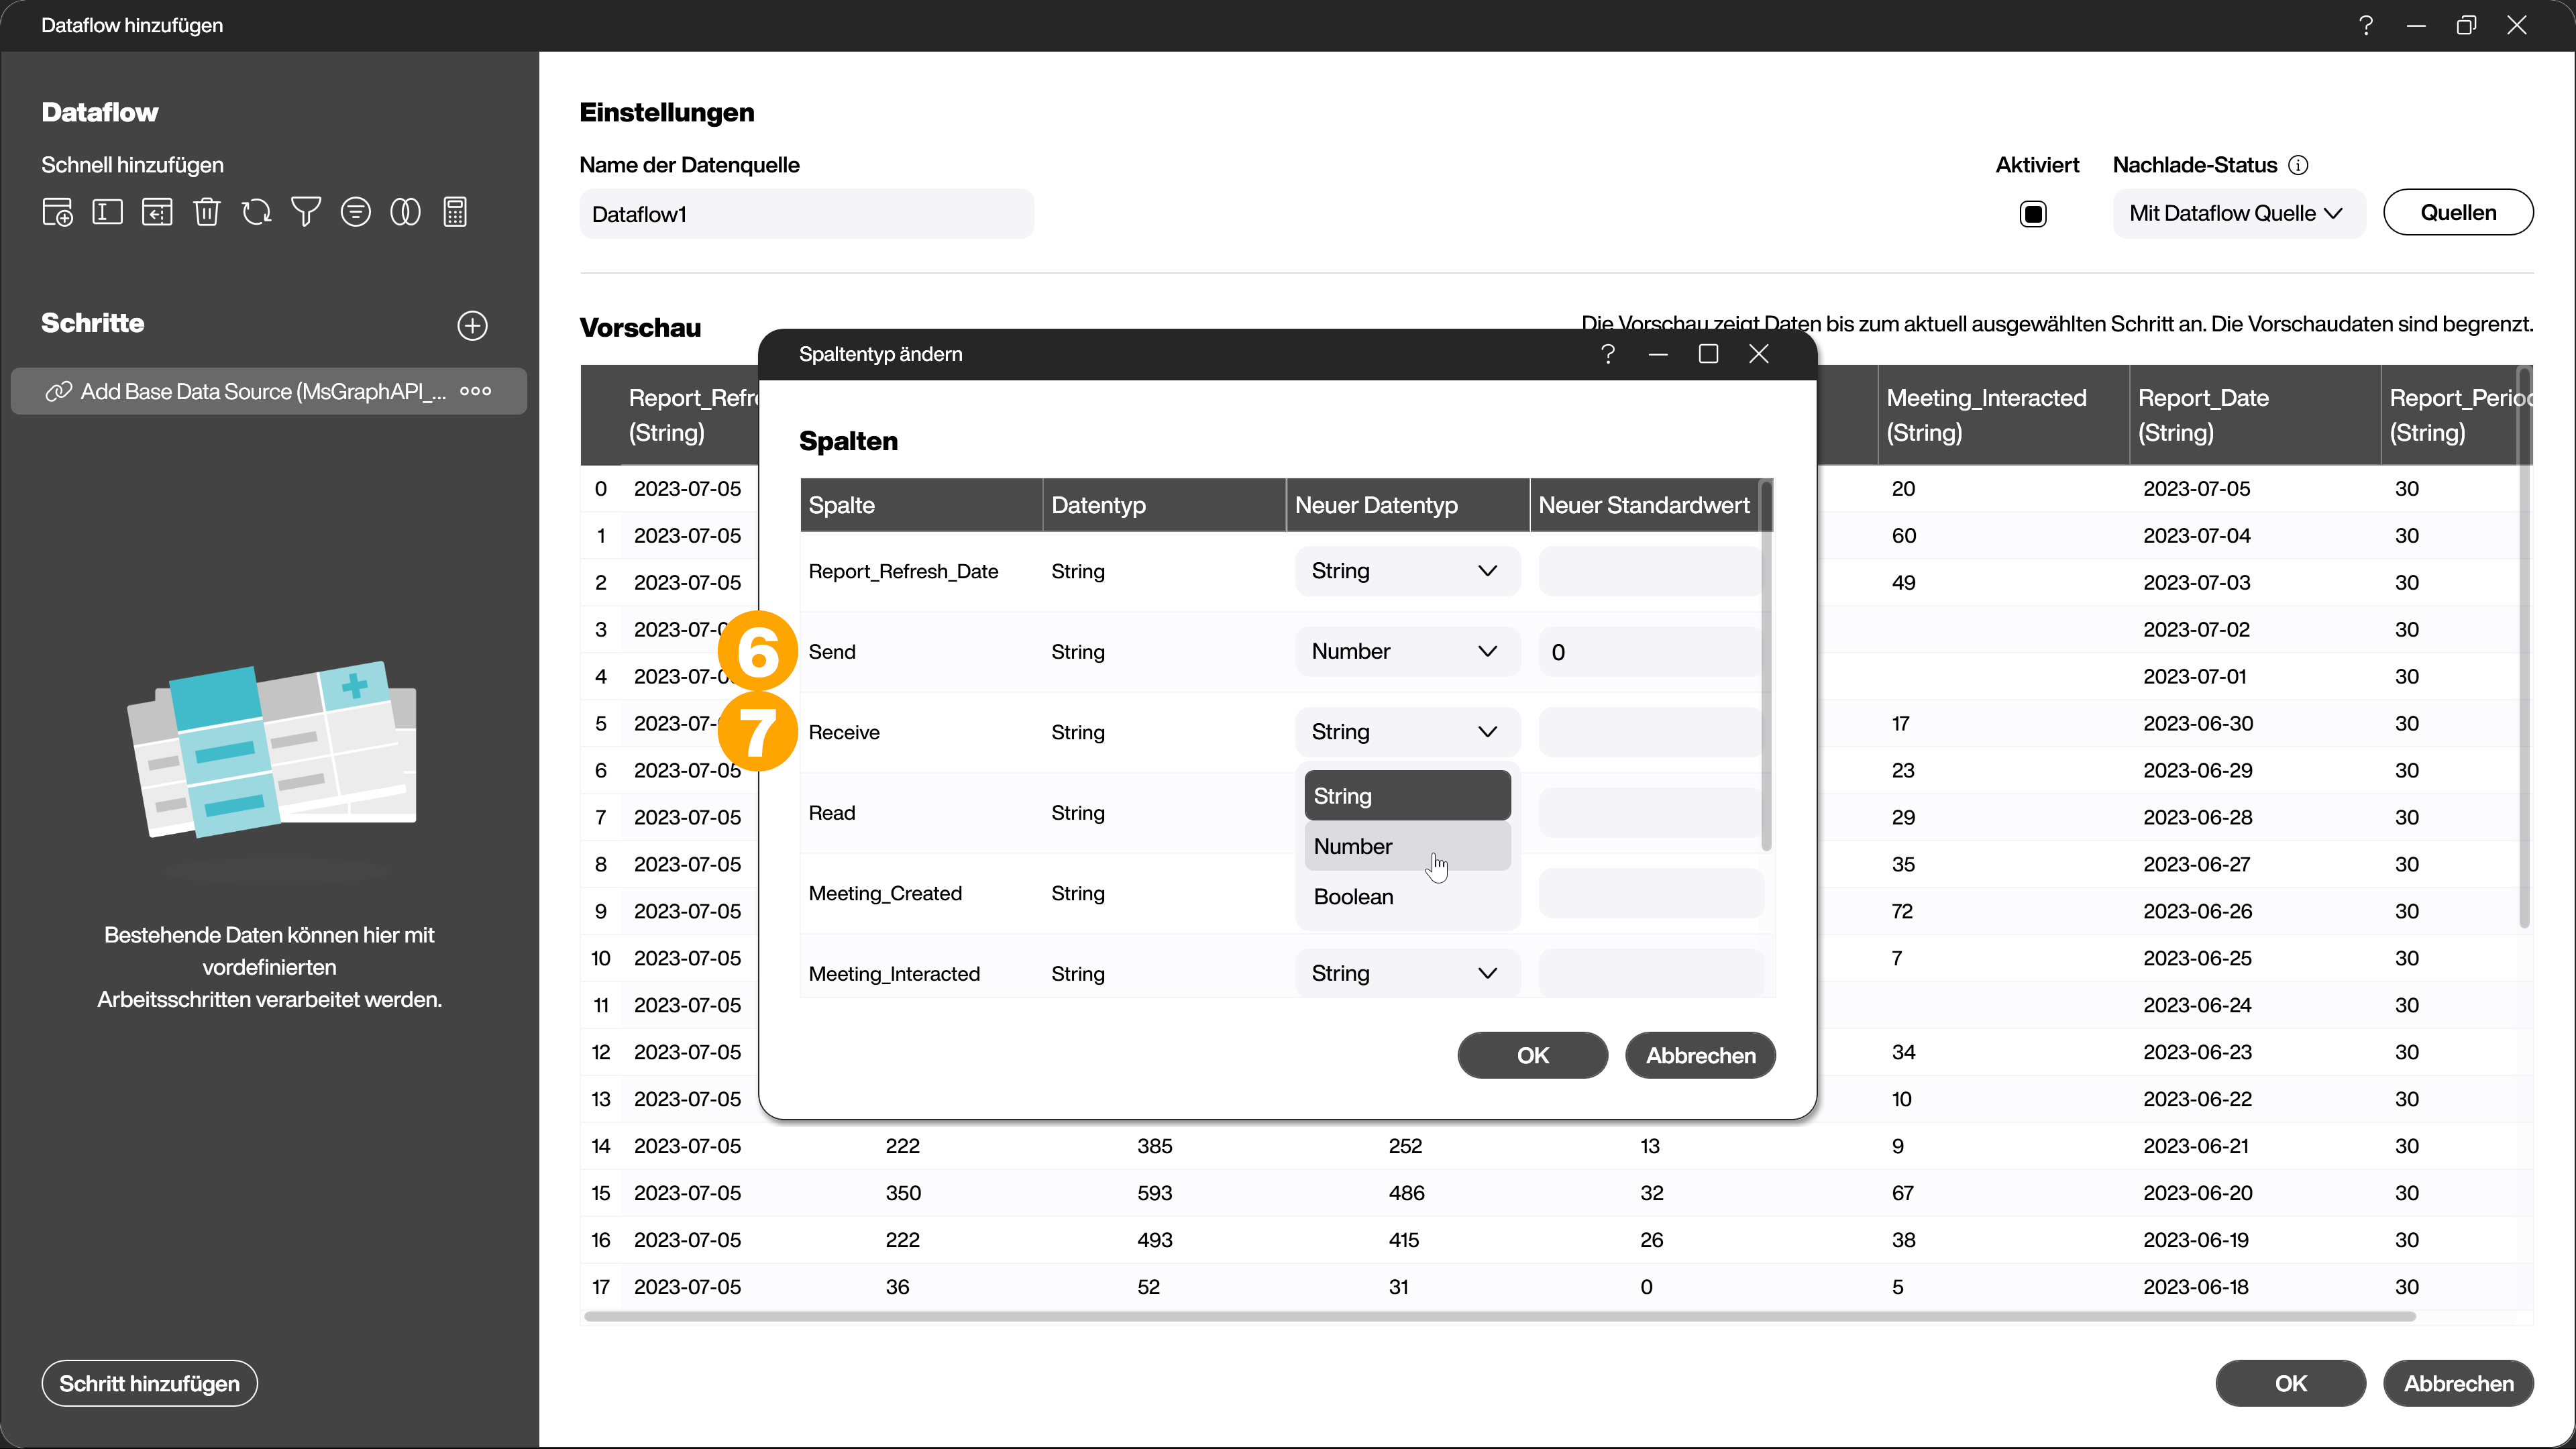 Dataflow hinzufügen
Dataflow
Schnell hinzufügen
Schritte
Add Base Data Source (MsGraphAPI_...
Bestehende Daten können hier mit
vordefinierten
Arbeitsschritten verarbeitet werden.
Schritt hinzufügen
Einstellungen
Name der Datenquelle
Dataflow1
Aktiviert
Nachlade-Status
Mit Dataflow Quelle
Quellen
Vorschau
Die Vorschau zeigt Daten bis zum aktuell ausgewählten Schritt an. Die Vorschaudaten sind begrenzt.
Report_Refre
(String)
Meeting_Interacted
(String)
Report_Date
(String)
Report_Period
(String)
0 2023-07-05 20 2023-07-05 30
1 2023-07-05 60 2023-07-04 30
2 2023-07-05 49 2023-07-03 30
3 2023-07-0 2023-07-02 30
4 2023-07-0 2023-07-01 30
5 2023-07- 17 2023-06-30 30
6 2023-07-05 23 2023-06-29 30
7 2023-07-05 29 2023-06-28 30
8 2023-07-05 35 2023-06-27 30
9 2023-07-05 72 2023-06-26 30
10 2023-07-05 7 2023-06-25 30
11 2023-07-05 2023-06-24 30
12 2023-07-05 34 2023-06-23 30
13 2023-07-05 10 2023-06-22 30
14 2023-07-05 222 385 252 13 9 2023-06-21 30
15 2023-07-05 350 593 486 32 67 2023-06-20 30
16 2023-07-05 222 493 415 26 38 2023-06-19 30
17 2023-07-05 36 52 31 0 5 2023-06-18 30
Spaltentyp ändern
Spalten
Spalte Datentyp Neuer Datentyp Neuer Standardwert
Report_Refresh_Date String String
6 Send String Number 0
7 Receive String String
String
Number
Boolean
Read String
Meeting_Created String
Meeting_Interacted String String
OK Abbrechen
OK Abbrechen